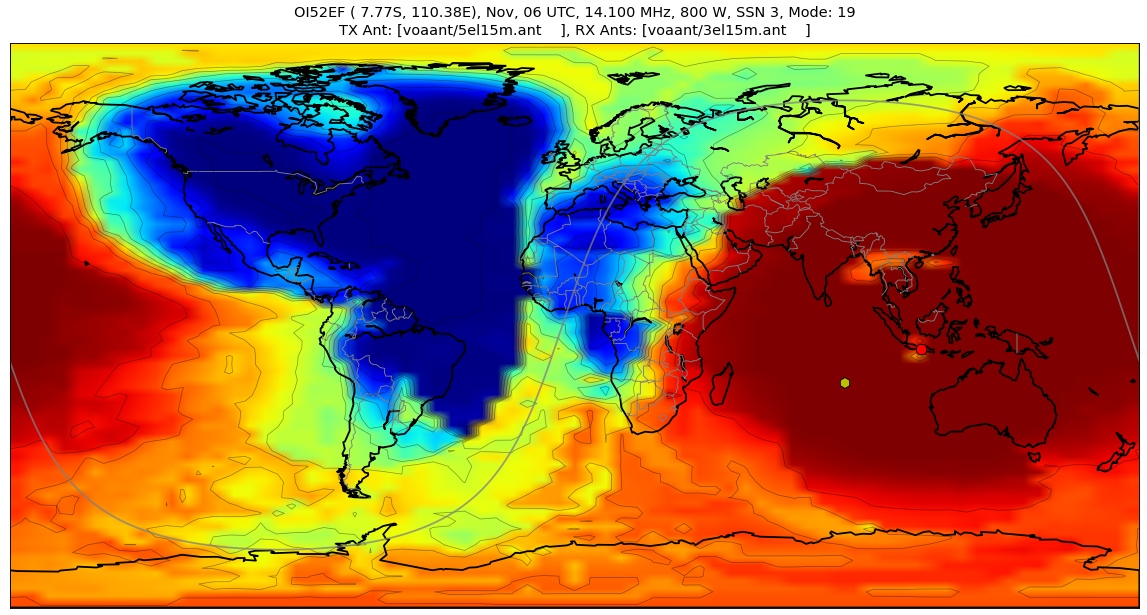 OI52EF ( 7.77S, 110.38E), Nov, 06 UTC, 14.100 MHz, 800 W, SSN 3, Mode: 19
TX Ant: [voaant/5el15m.ant    ], RX Ants: [voaant/3el15m.ant    ]